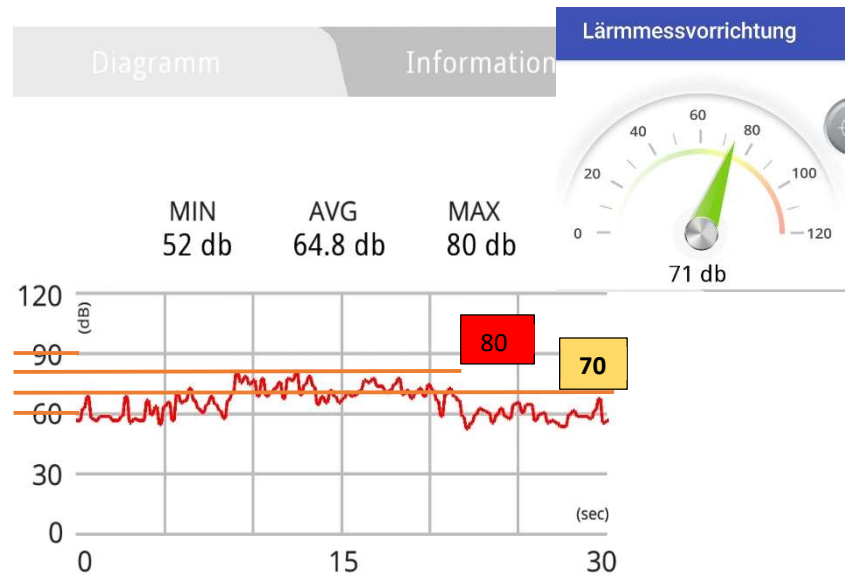 Diagramm
Information
Lärmmessvorrichtung
60
40
80
20
100
0
120
71 db
MIN
AVG
MAX
52 db
64.8 db
80 db
120
(dB)
90
60
30
0
80
70
(sec)
0
15
30